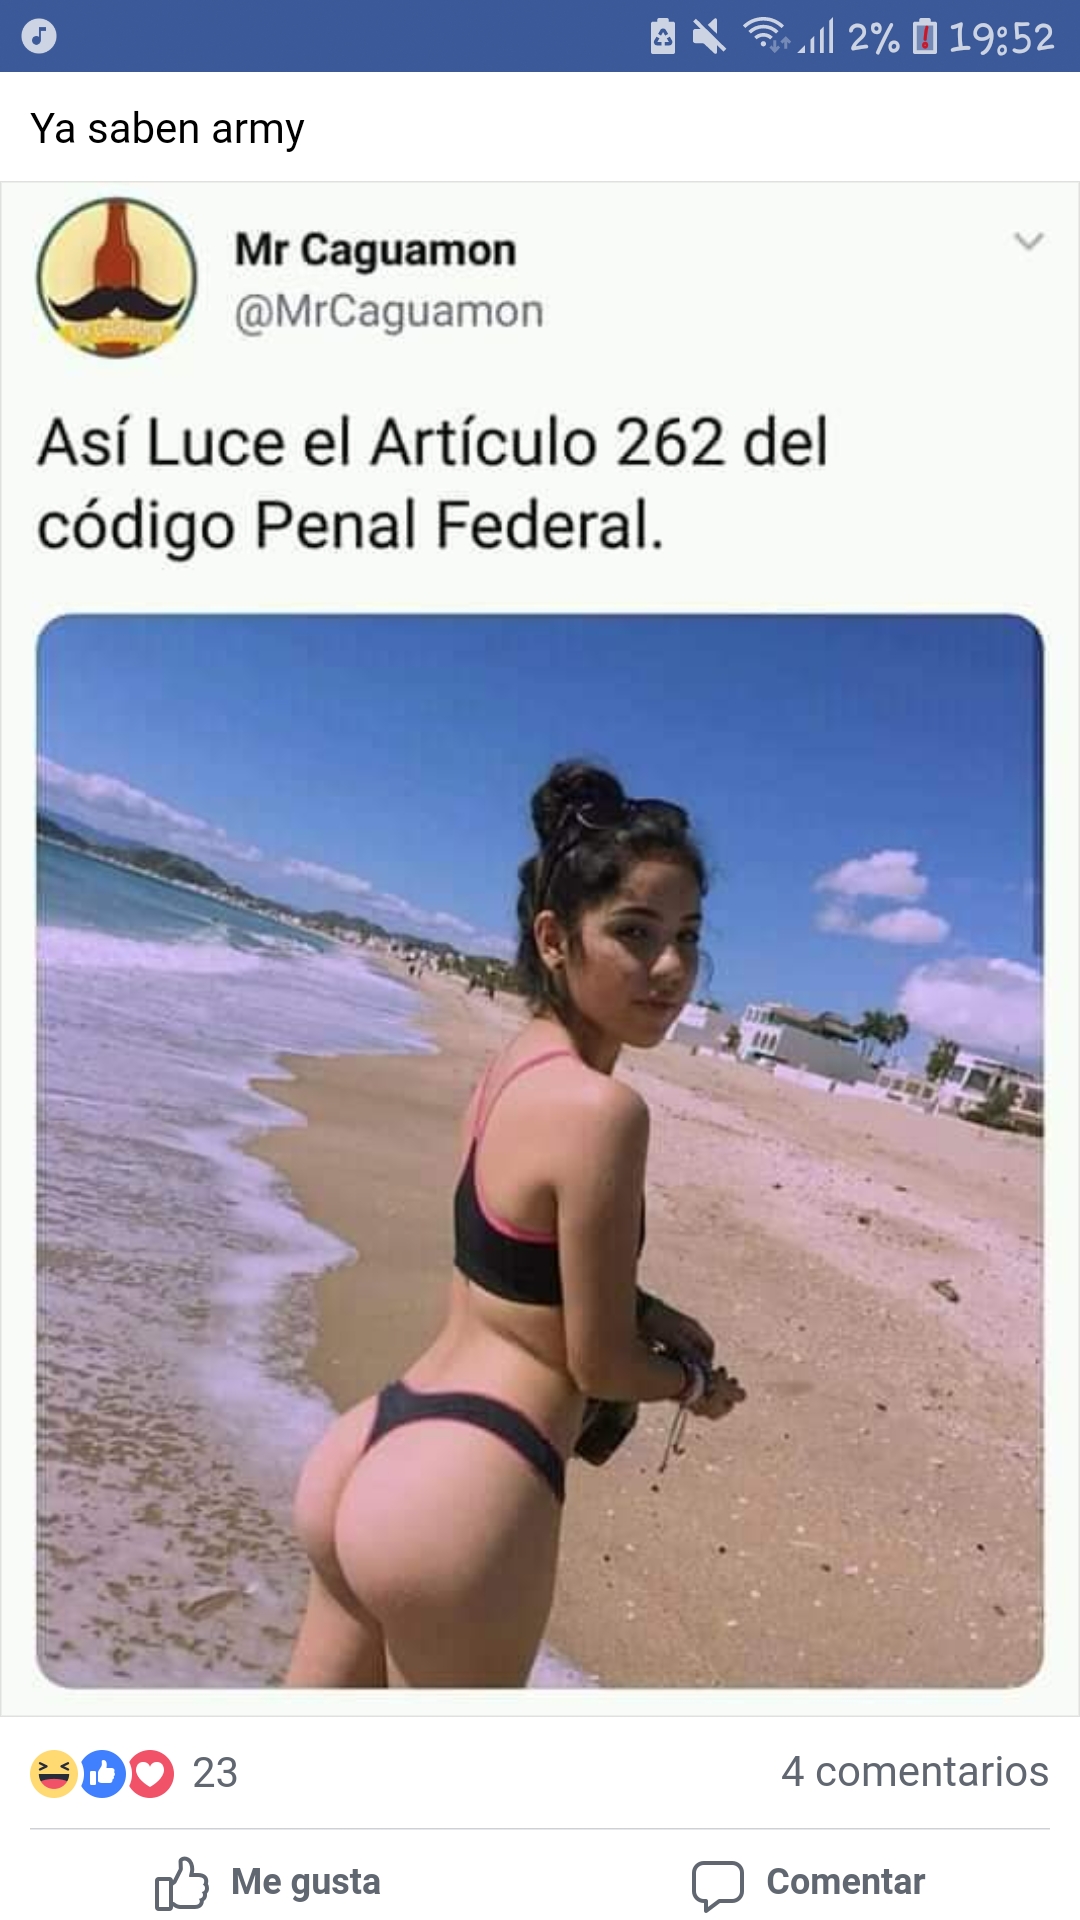 2% 19:52
Ya saben army
Mr Caguamon
@MrCaguamon
Así Luce el Artículo 262 del
código Penal Federal.
23 4 comentarios
Me gusta Comentar